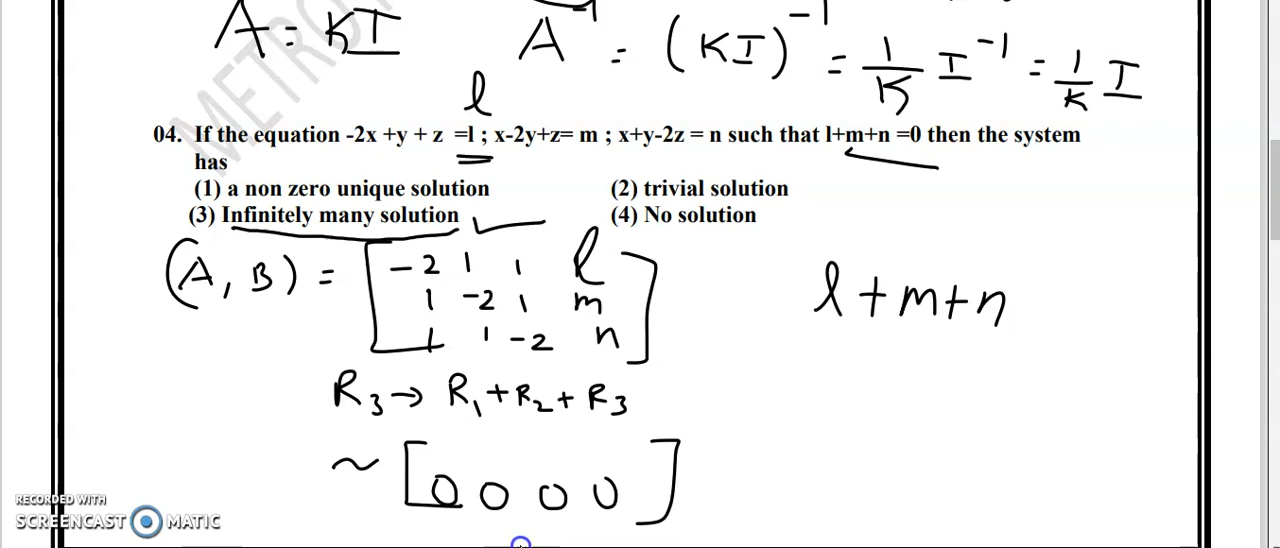 A = KI    A⁻¹ = (KI)⁻¹ = 1/K I⁻¹ = 1/K I
l
04. If the equation -2x +y + z =l ; x-2y+z= m ; x+y-2z = n such that l+m+n =0 then the system
has
(1) a non zero unique solution (2) trivial solution
(3) Infinitely many solution (4) No solution
(A, B) = [ -2 1 1 l
1 -2 1 m
1 1 -2 n ]
l+m+n
R₃ → R₁ + R₂ + R₃
~ [ 0 0 0 0 ]
RECORDED WITH
SCREENCAST MATIC